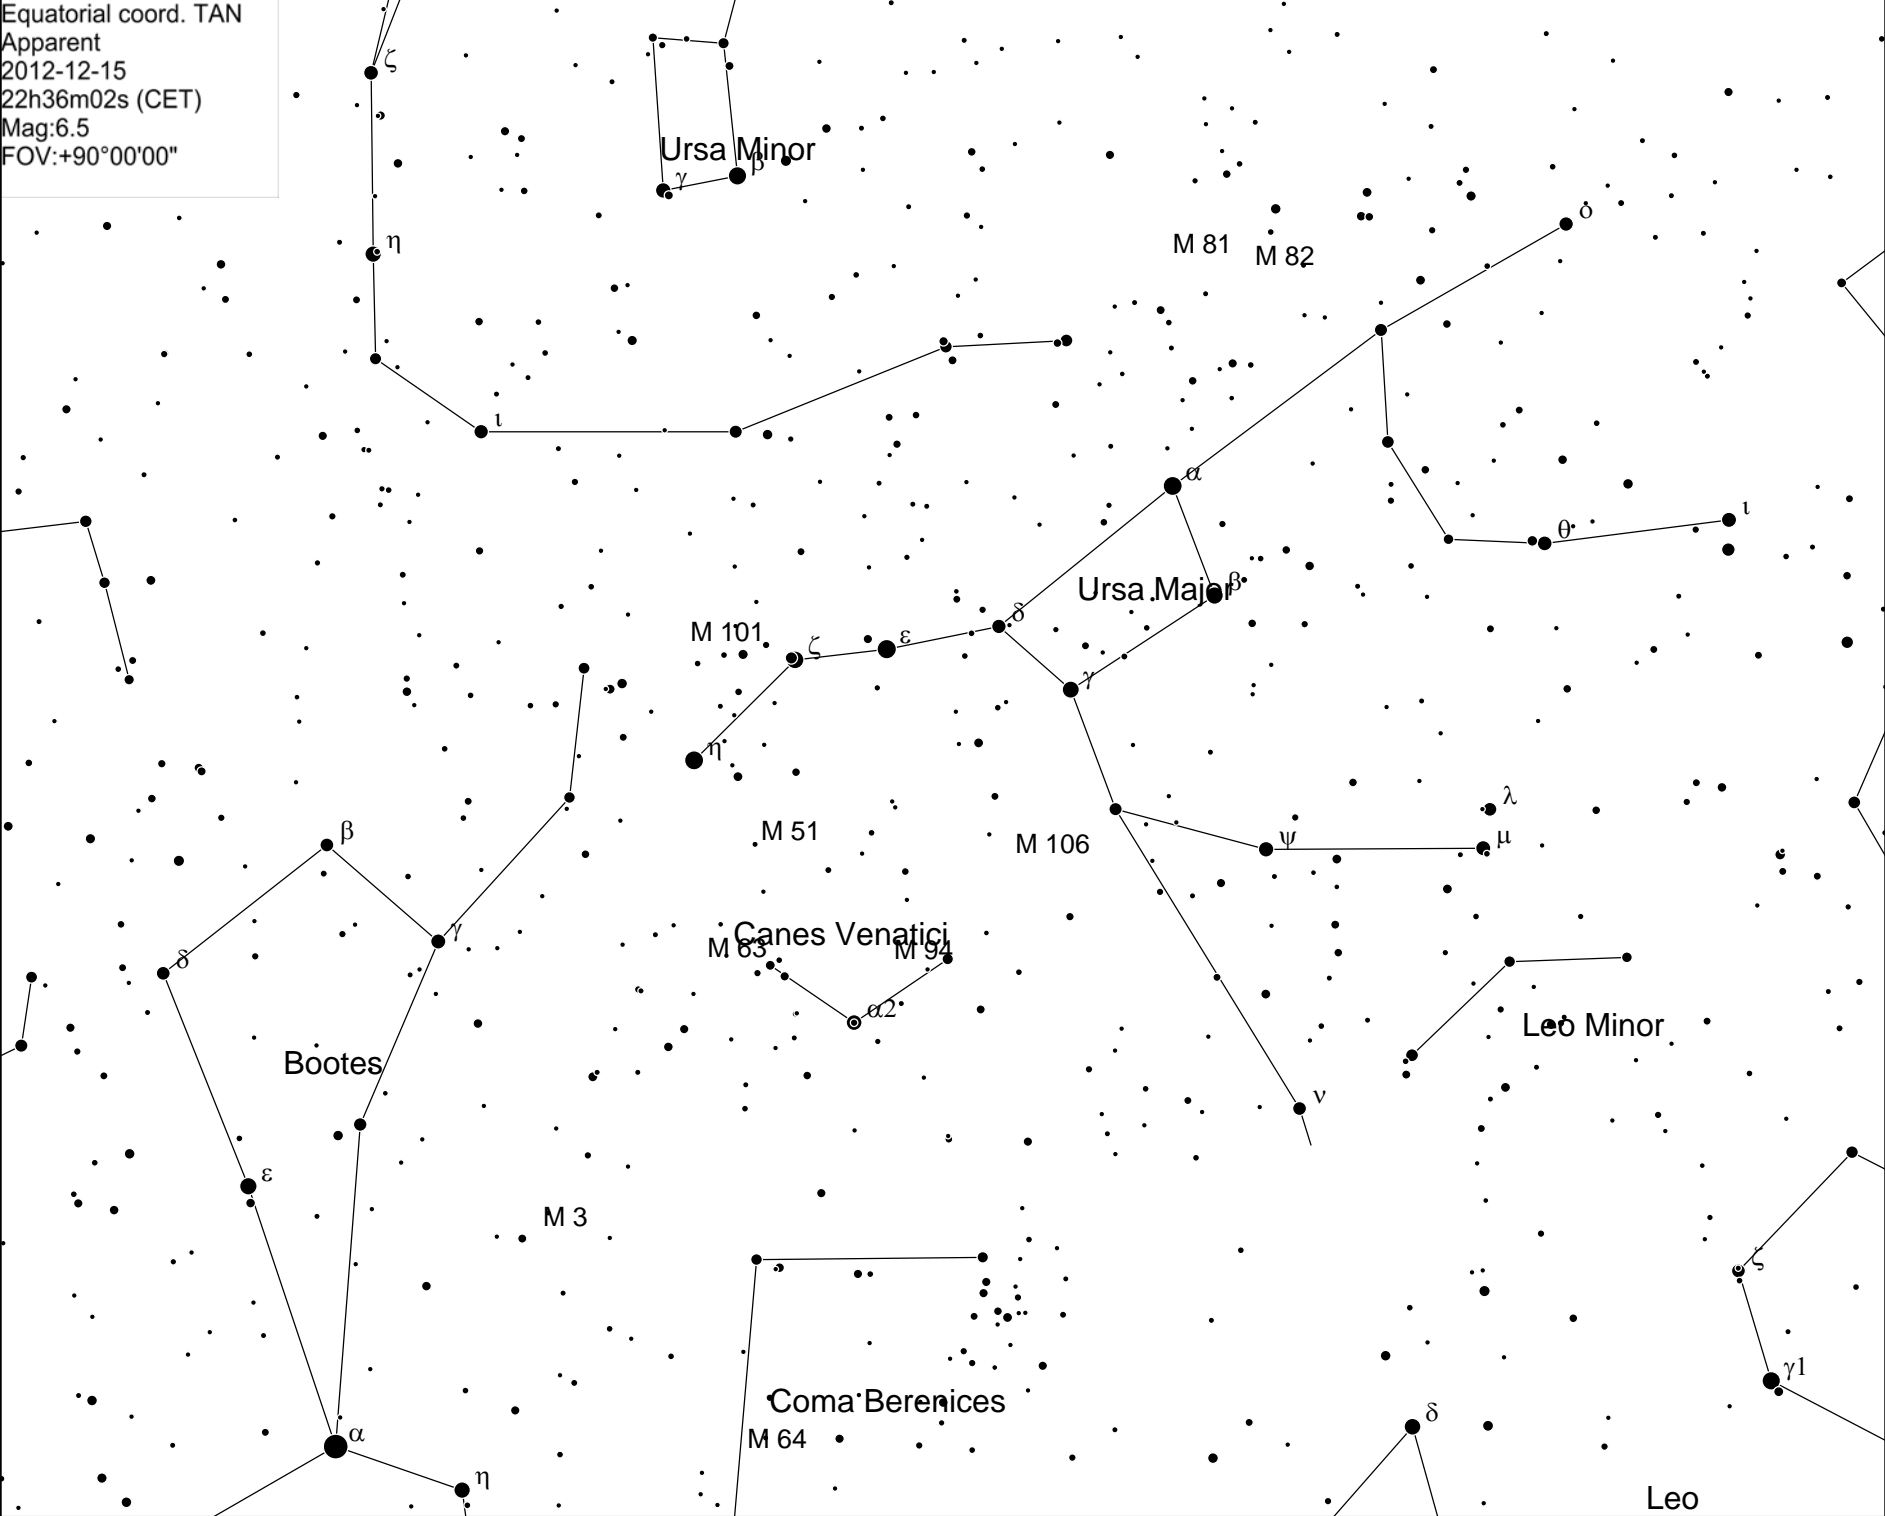 Equatorial coord. TAN
Apparent
2012-12-15
22h36m02s (CET)
Mag:6.5
FOV:+90°00'00"
ζ
Ursa Minor
β
γ
ο
η
M 81
M 82
ι
α
ι
θ
Ursa Major
β
δ
M 101
ζ
ε
γ
η
λ
β
M 51
M 106
ψ
μ
γ
Canes Venatici
M 63
M 94
δ
α2
Leo Minor
Bootes
ν
ε
M 3
ζ
γ1
Coma Berenices
δ
α
M 64
η
Leo